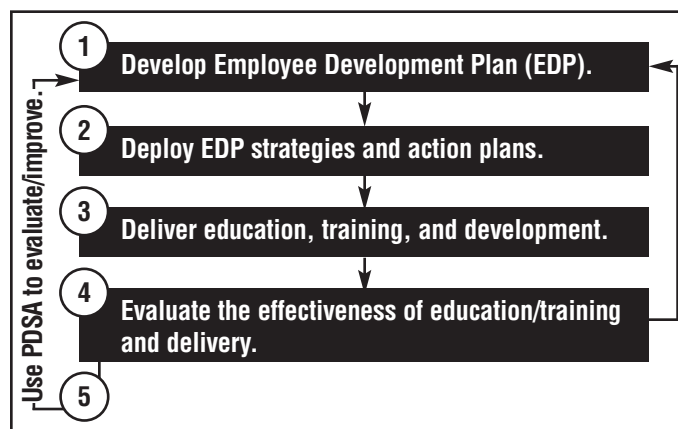 1
Develop Employee Development Plan (EDP).
2
Deploy EDP strategies and action plans.
3
Deliver education, training, and development.
4
Evaluate the effectiveness of education/training
and delivery.
5
Use PDSA to evaluate/improve.